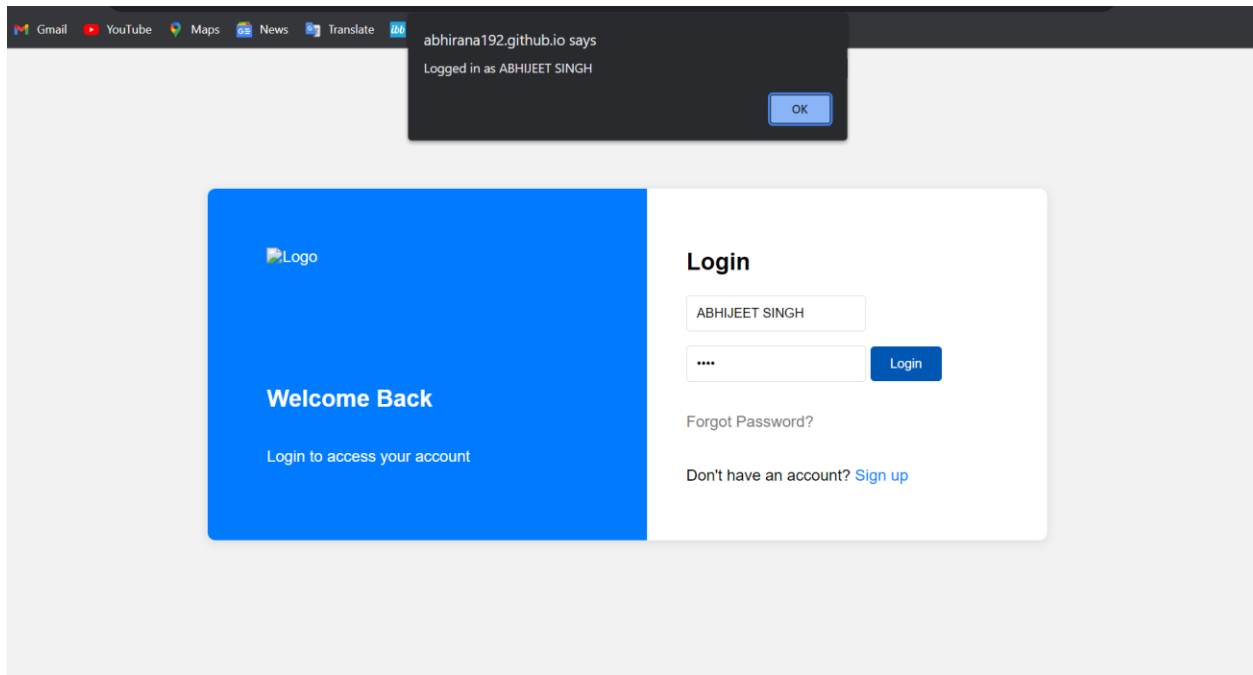 Gmail YouTube Maps News Translate ibb
abhirana192.github.io says
Logged in as ABHIJEET SINGH
OK
Logo
Welcome Back
Login to access your account
Login
ABHIJEET SINGH
•••• Login
Forgot Password?
Don't have an account? Sign up